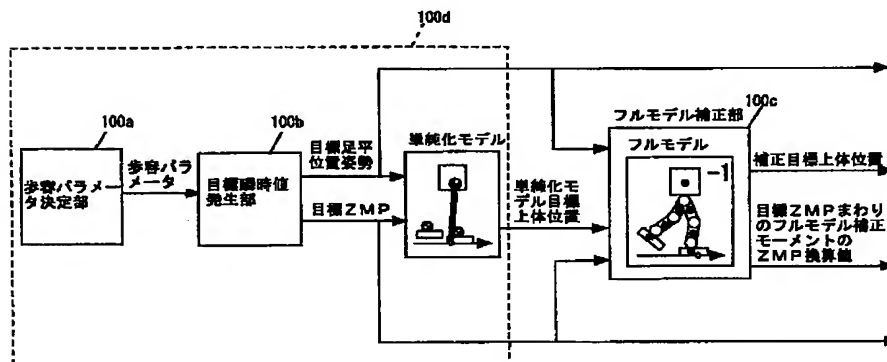 100d
100a
歩容パラメー
タ決定部
歩容パラ
メータ
100b
目標瞬時値
発生部
目標足平
位置姿勢
目標ZMP
単純化モデル
単純化モ
デル目標
上体位置
フルモデル補正部
100c
フルモデル
-1
補正目標上体位置
目標ZMPまわり
のフルモデル補正
モーメントの
ZMP換算値